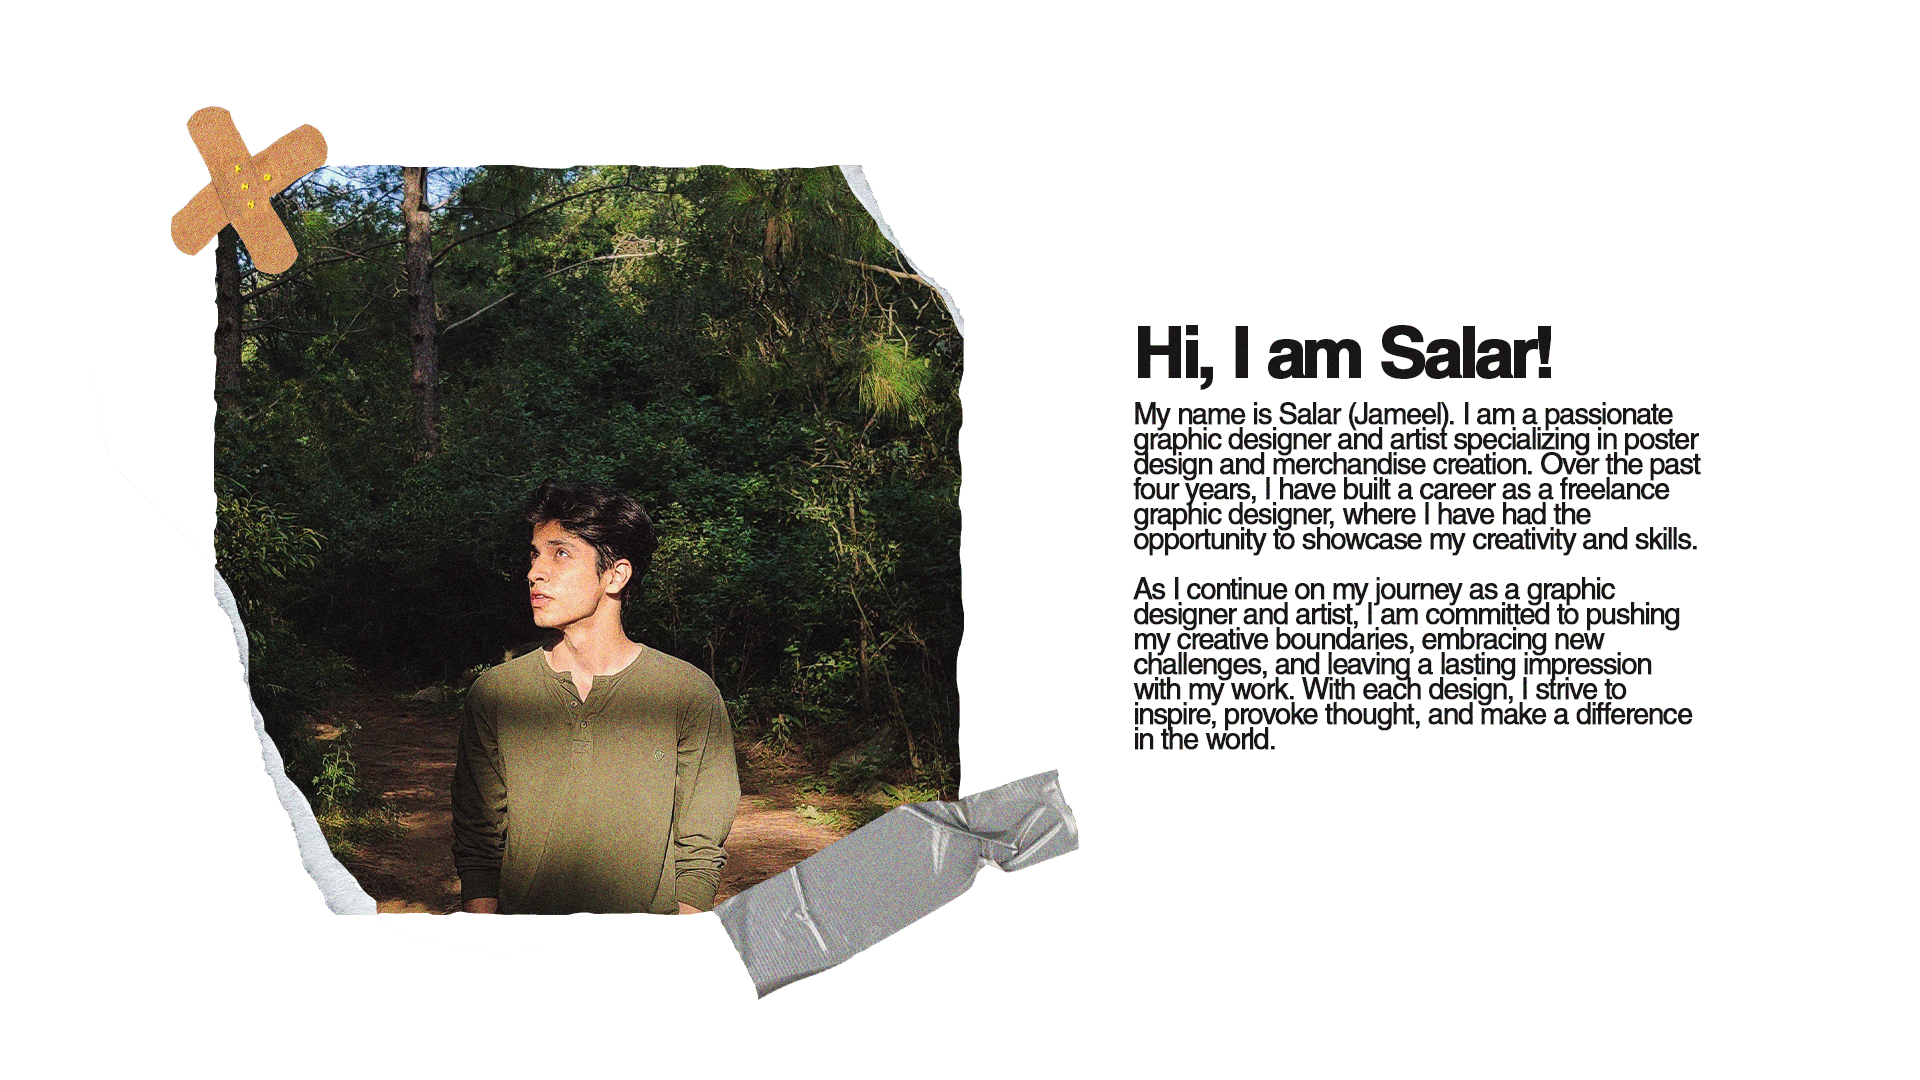 Hi, I am Salar!
My name is Salar (Jameel). I am a passionate
graphic designer and artist specializing in poster
design and merchandise creation. Over the past
four years, I have built a career as a freelance
graphic designer, where I have had the
opportunity to showcase my creativity and skills.
As I continue on my journey as a graphic
designer and artist, I am committed to pushing
my creative boundaries, embracing new
challenges, and leaving a lasting impression
with my work. With each design, I strive to
inspire, provoke thought, and make a difference
in the world.